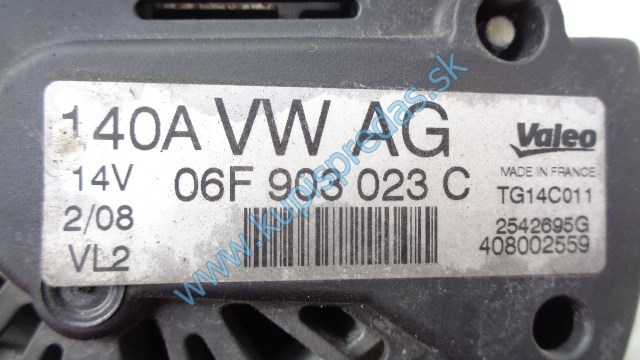 140A VW AG
14V 06F 903 023 C
2/08
VL2
Valeo
MADE IN FRANCE
TG14C011
2542695G
408002559
www.kupispredas.sk